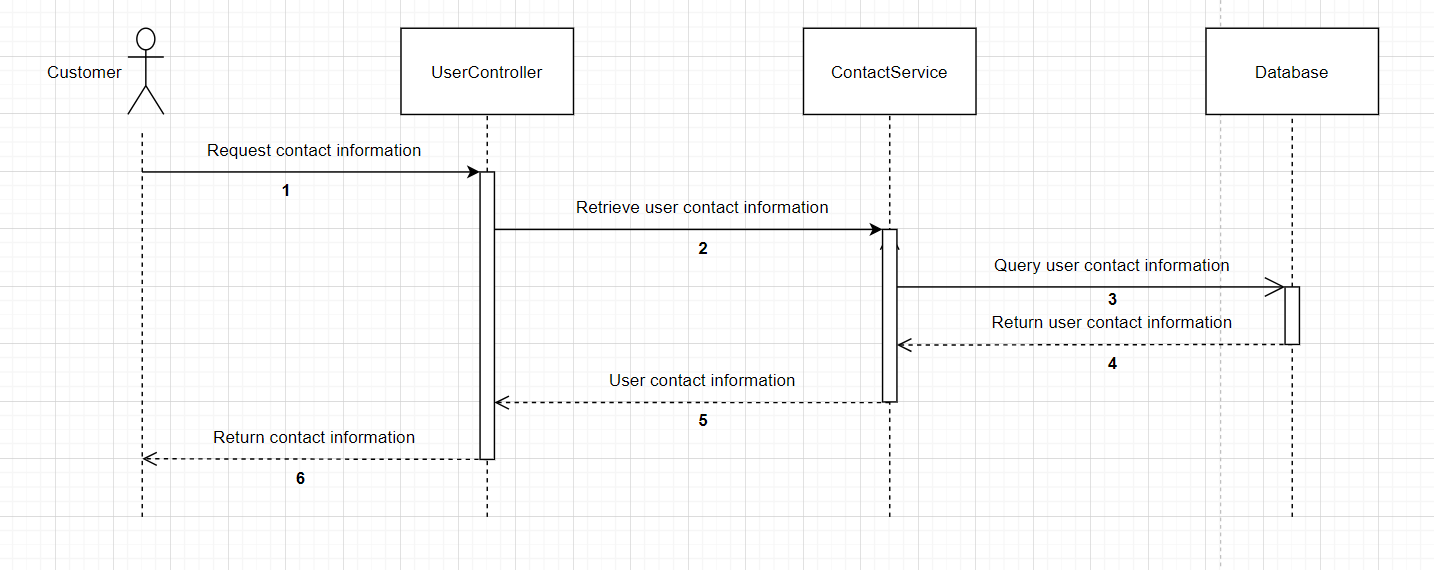 Customer
UserController
ContactService
Database
Request contact information
1
Retrieve user contact information
2
Query user contact information
3
Return user contact information
4
User contact information
5
Return contact information
6